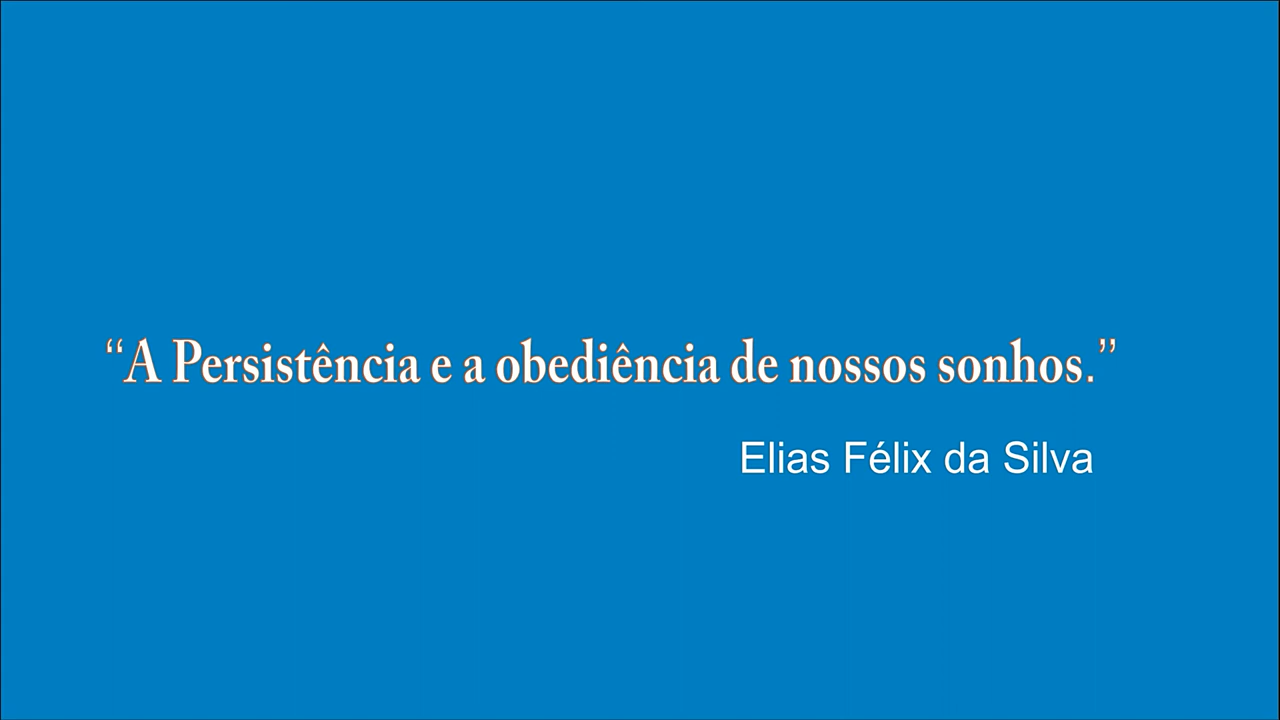 “A Persistência e a obediência de nossos sonhos.”
Elias Félix da Silva